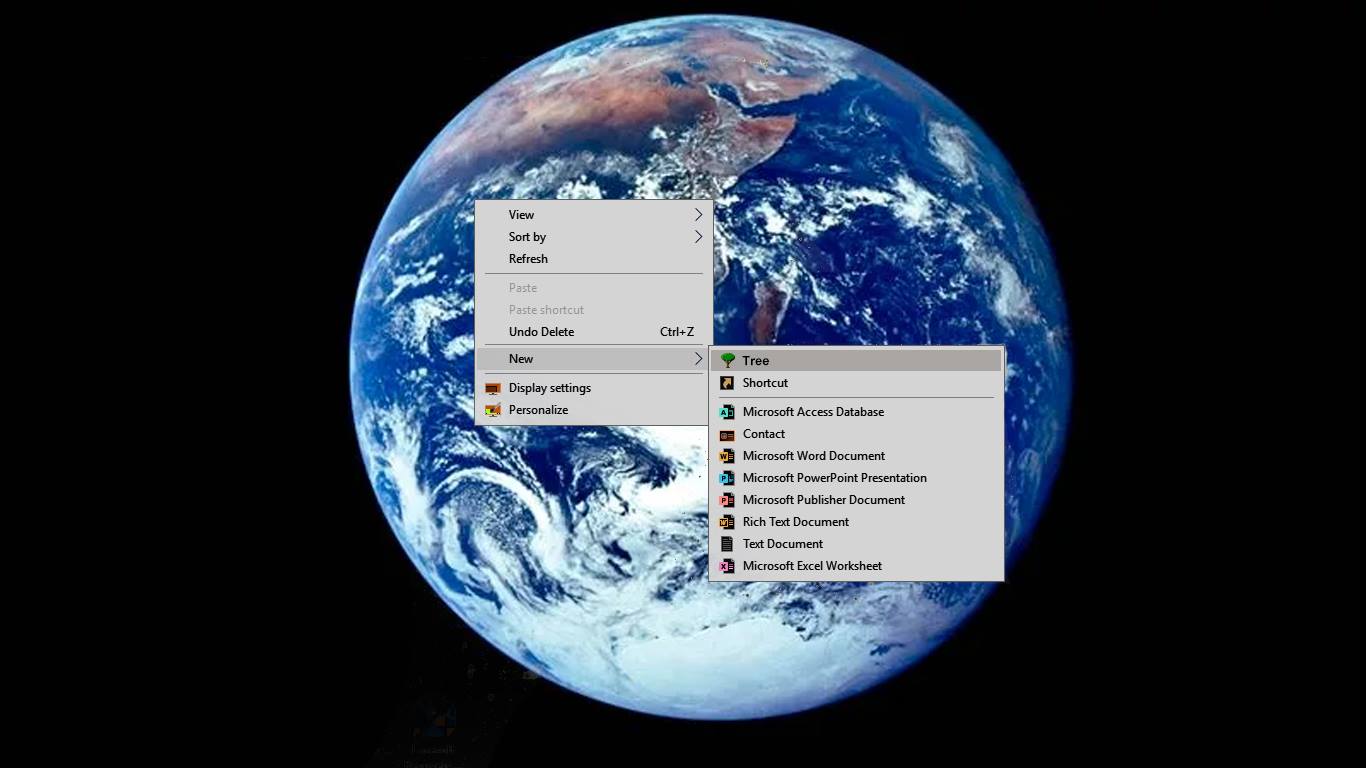 View
Sort by
Refresh
Paste
Paste shortcut
Undo Delete Ctrl+Z
New
Display settings
Personalize
Tree
Shortcut
Microsoft Access Database
Contact
Microsoft Word Document
Microsoft PowerPoint Presentation
Microsoft Publisher Document
Rich Text Document
Text Document
Microsoft Excel Worksheet